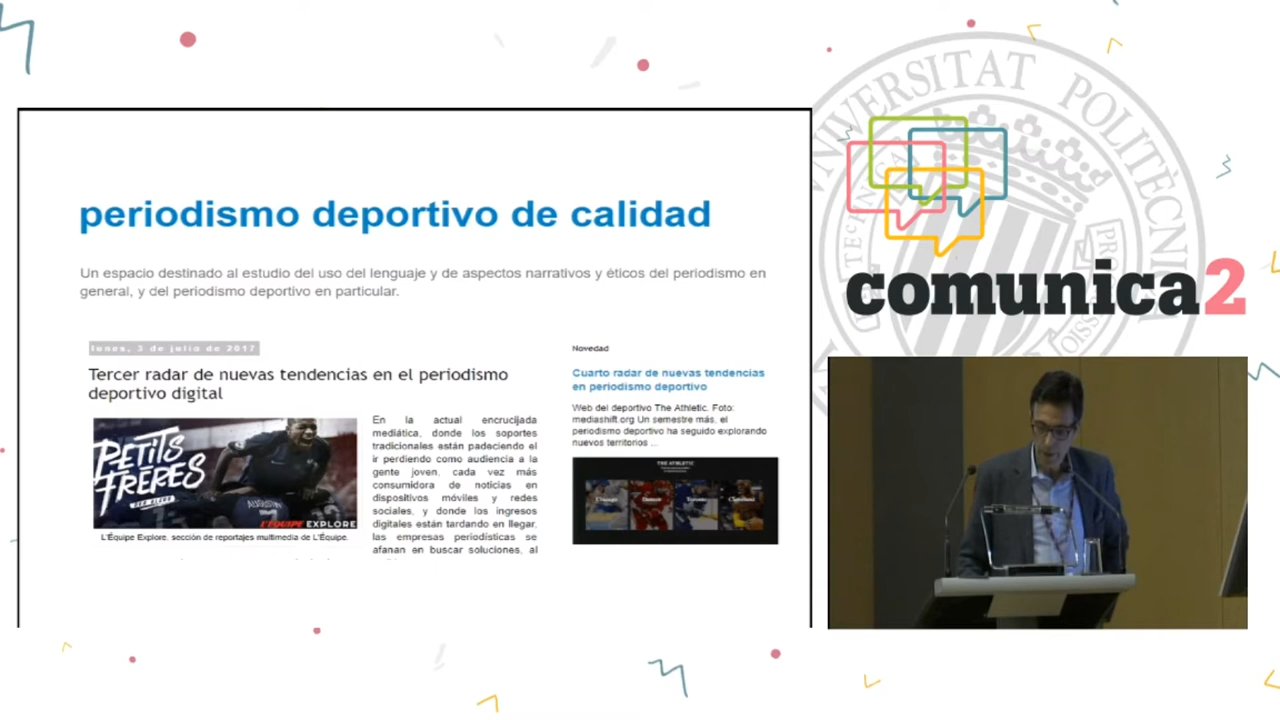 periodismo deportivo de calidad
Un espacio destinado al estudio del uso del lenguaje y de aspectos narrativos y éticos del periodismo en
general, y del periodismo deportivo en particular.
lunes, 3 de julio de 2017
Tercer radar de nuevas tendencias en el periodismo
deportivo digital
PETITS
FRÈRES
AUGUSTIN
L'ÉQUIPE EXPLORE
L'Équipe Explore, sección de reportajes multimedia de L'Équipe.
En la actual encrucijada
mediática, donde los soportes
tradicionales están padeciendo el
ir perdiendo como audiencia a la
gente joven, cada vez más
consumidora de noticias en
dispositivos móviles y redes
sociales, y donde los ingresos
digitales están tardando en llegar,
las empresas periodísticas se
afanan en buscar soluciones, al
Novedad
Cuarto radar de nuevas tendencias
en periodismo deportivo
Web del deportivo The Athletic. Foto:
mediashift.org Un semestre más, el
periodismo deportivo ha seguido explorando
nuevos territorios ...
THE ATHLETIC
Chicago
Detroit
Toronto
Cleveland
UNIVERSITAT POLITÈCNICA
comunica2